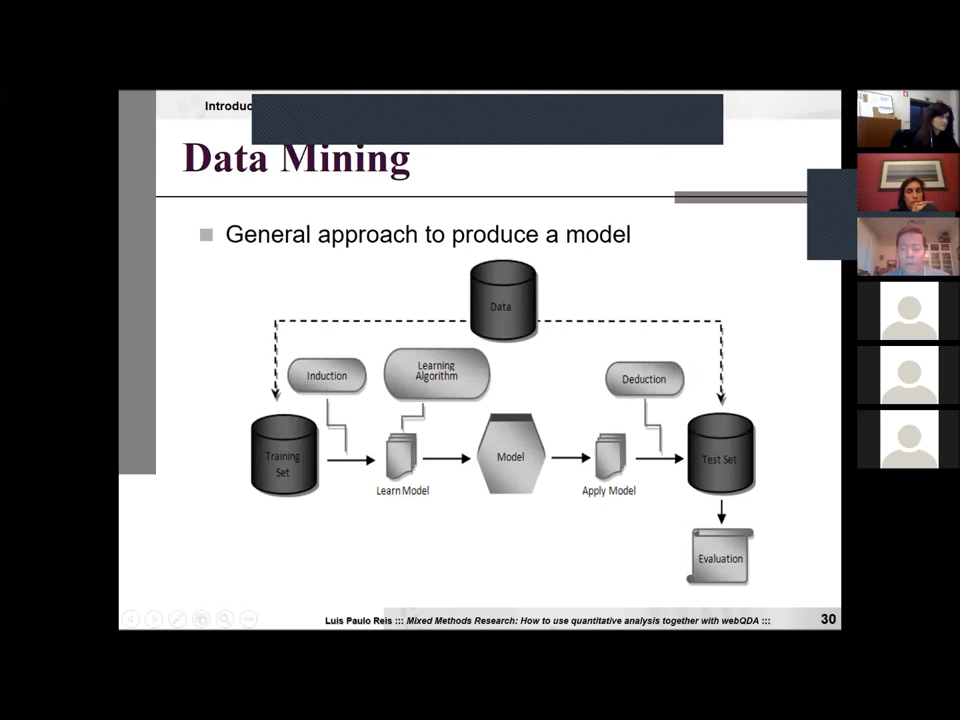 Introduc
Data Mining
General approach to produce a model
Data
Induction
Learning
Algorithm
Deduction
Training
Set
Model
Test Set
Learn Model
Apply Model
Evaluation
Luis Paulo Reis ::: Mixed Methods Research: How to use quantitative analysis together with webQDA :::
30